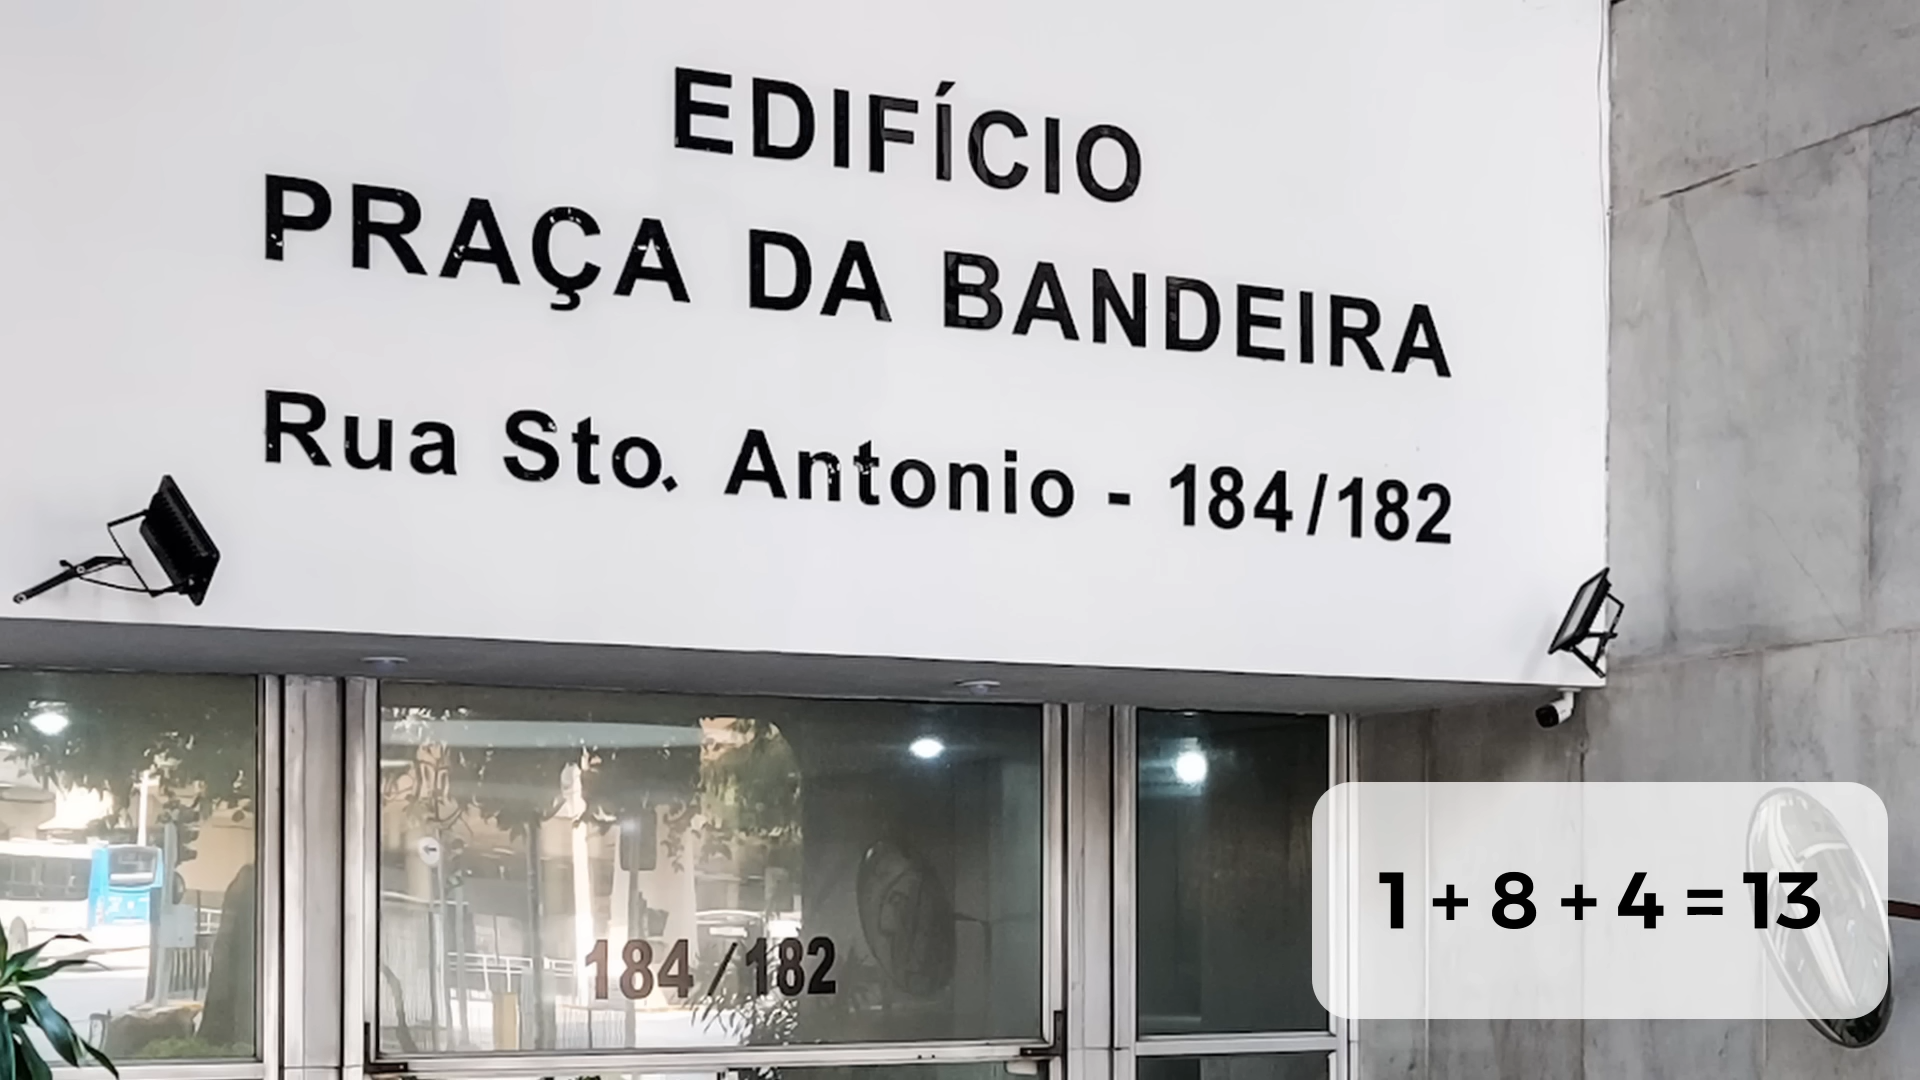 EDIFÍCIO
PRAÇA DA BANDEIRA
Rua Sto. Antonio - 184/182
184/182
1 + 8 + 4 = 13